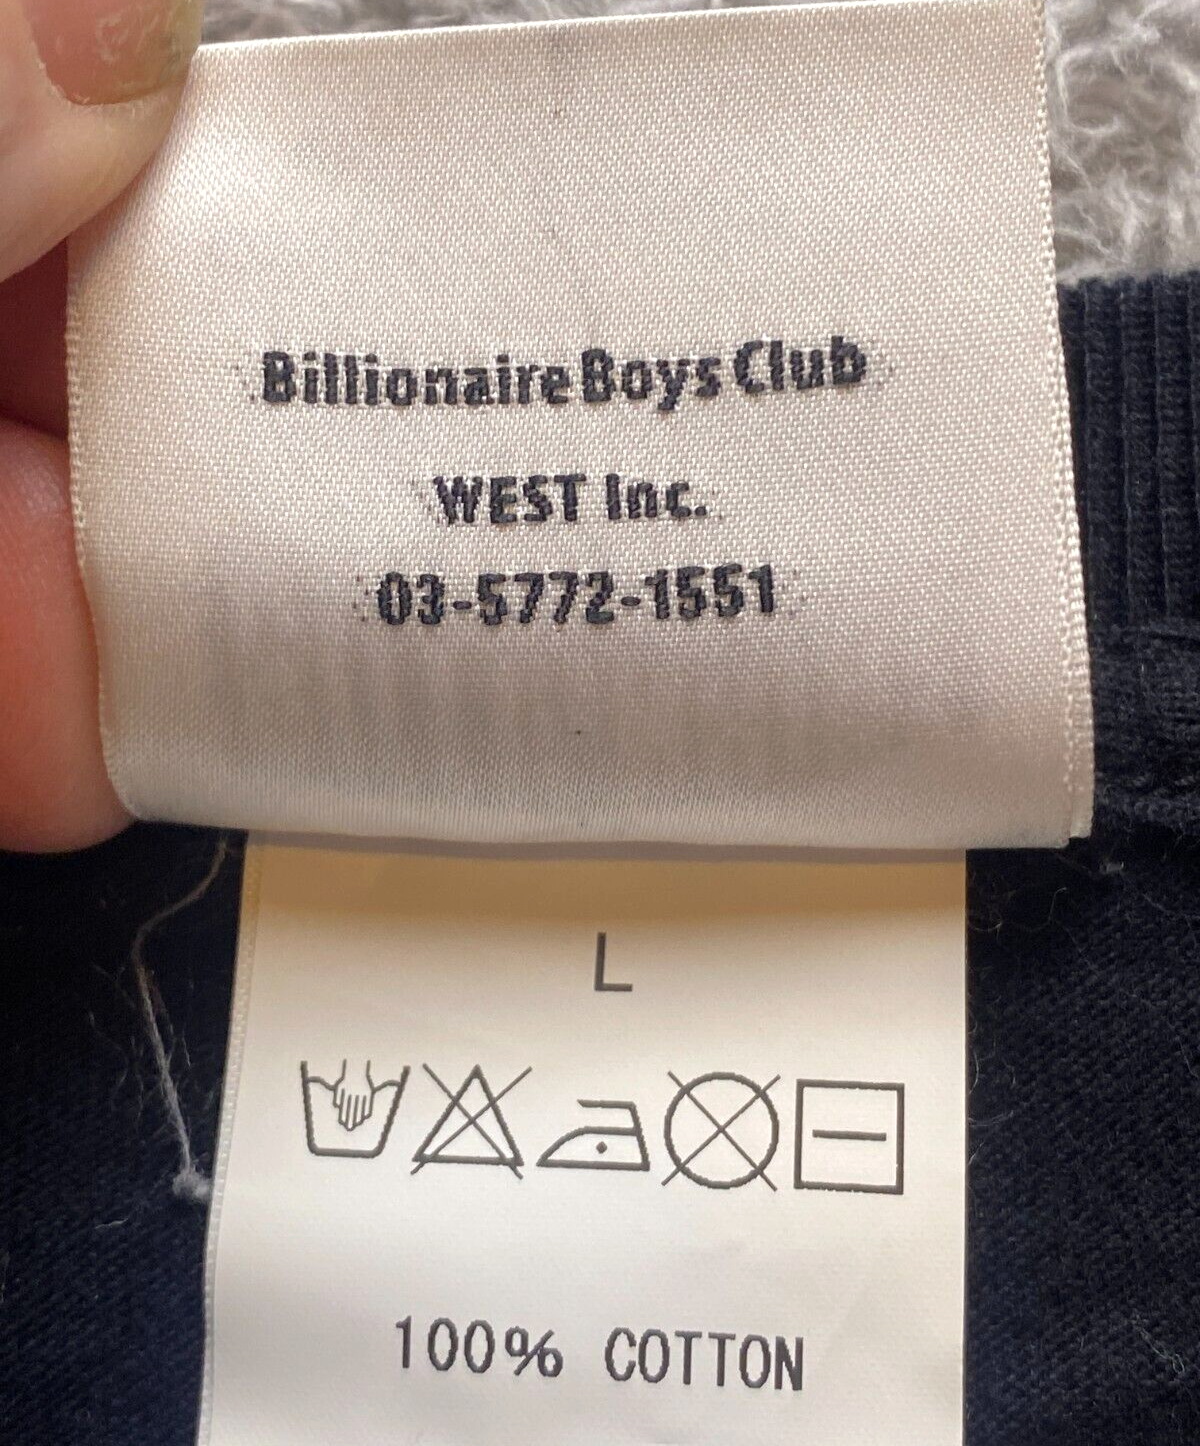 Billionaire Boys Club
WEST Inc.
03-5772-1551
L
100% COTTON